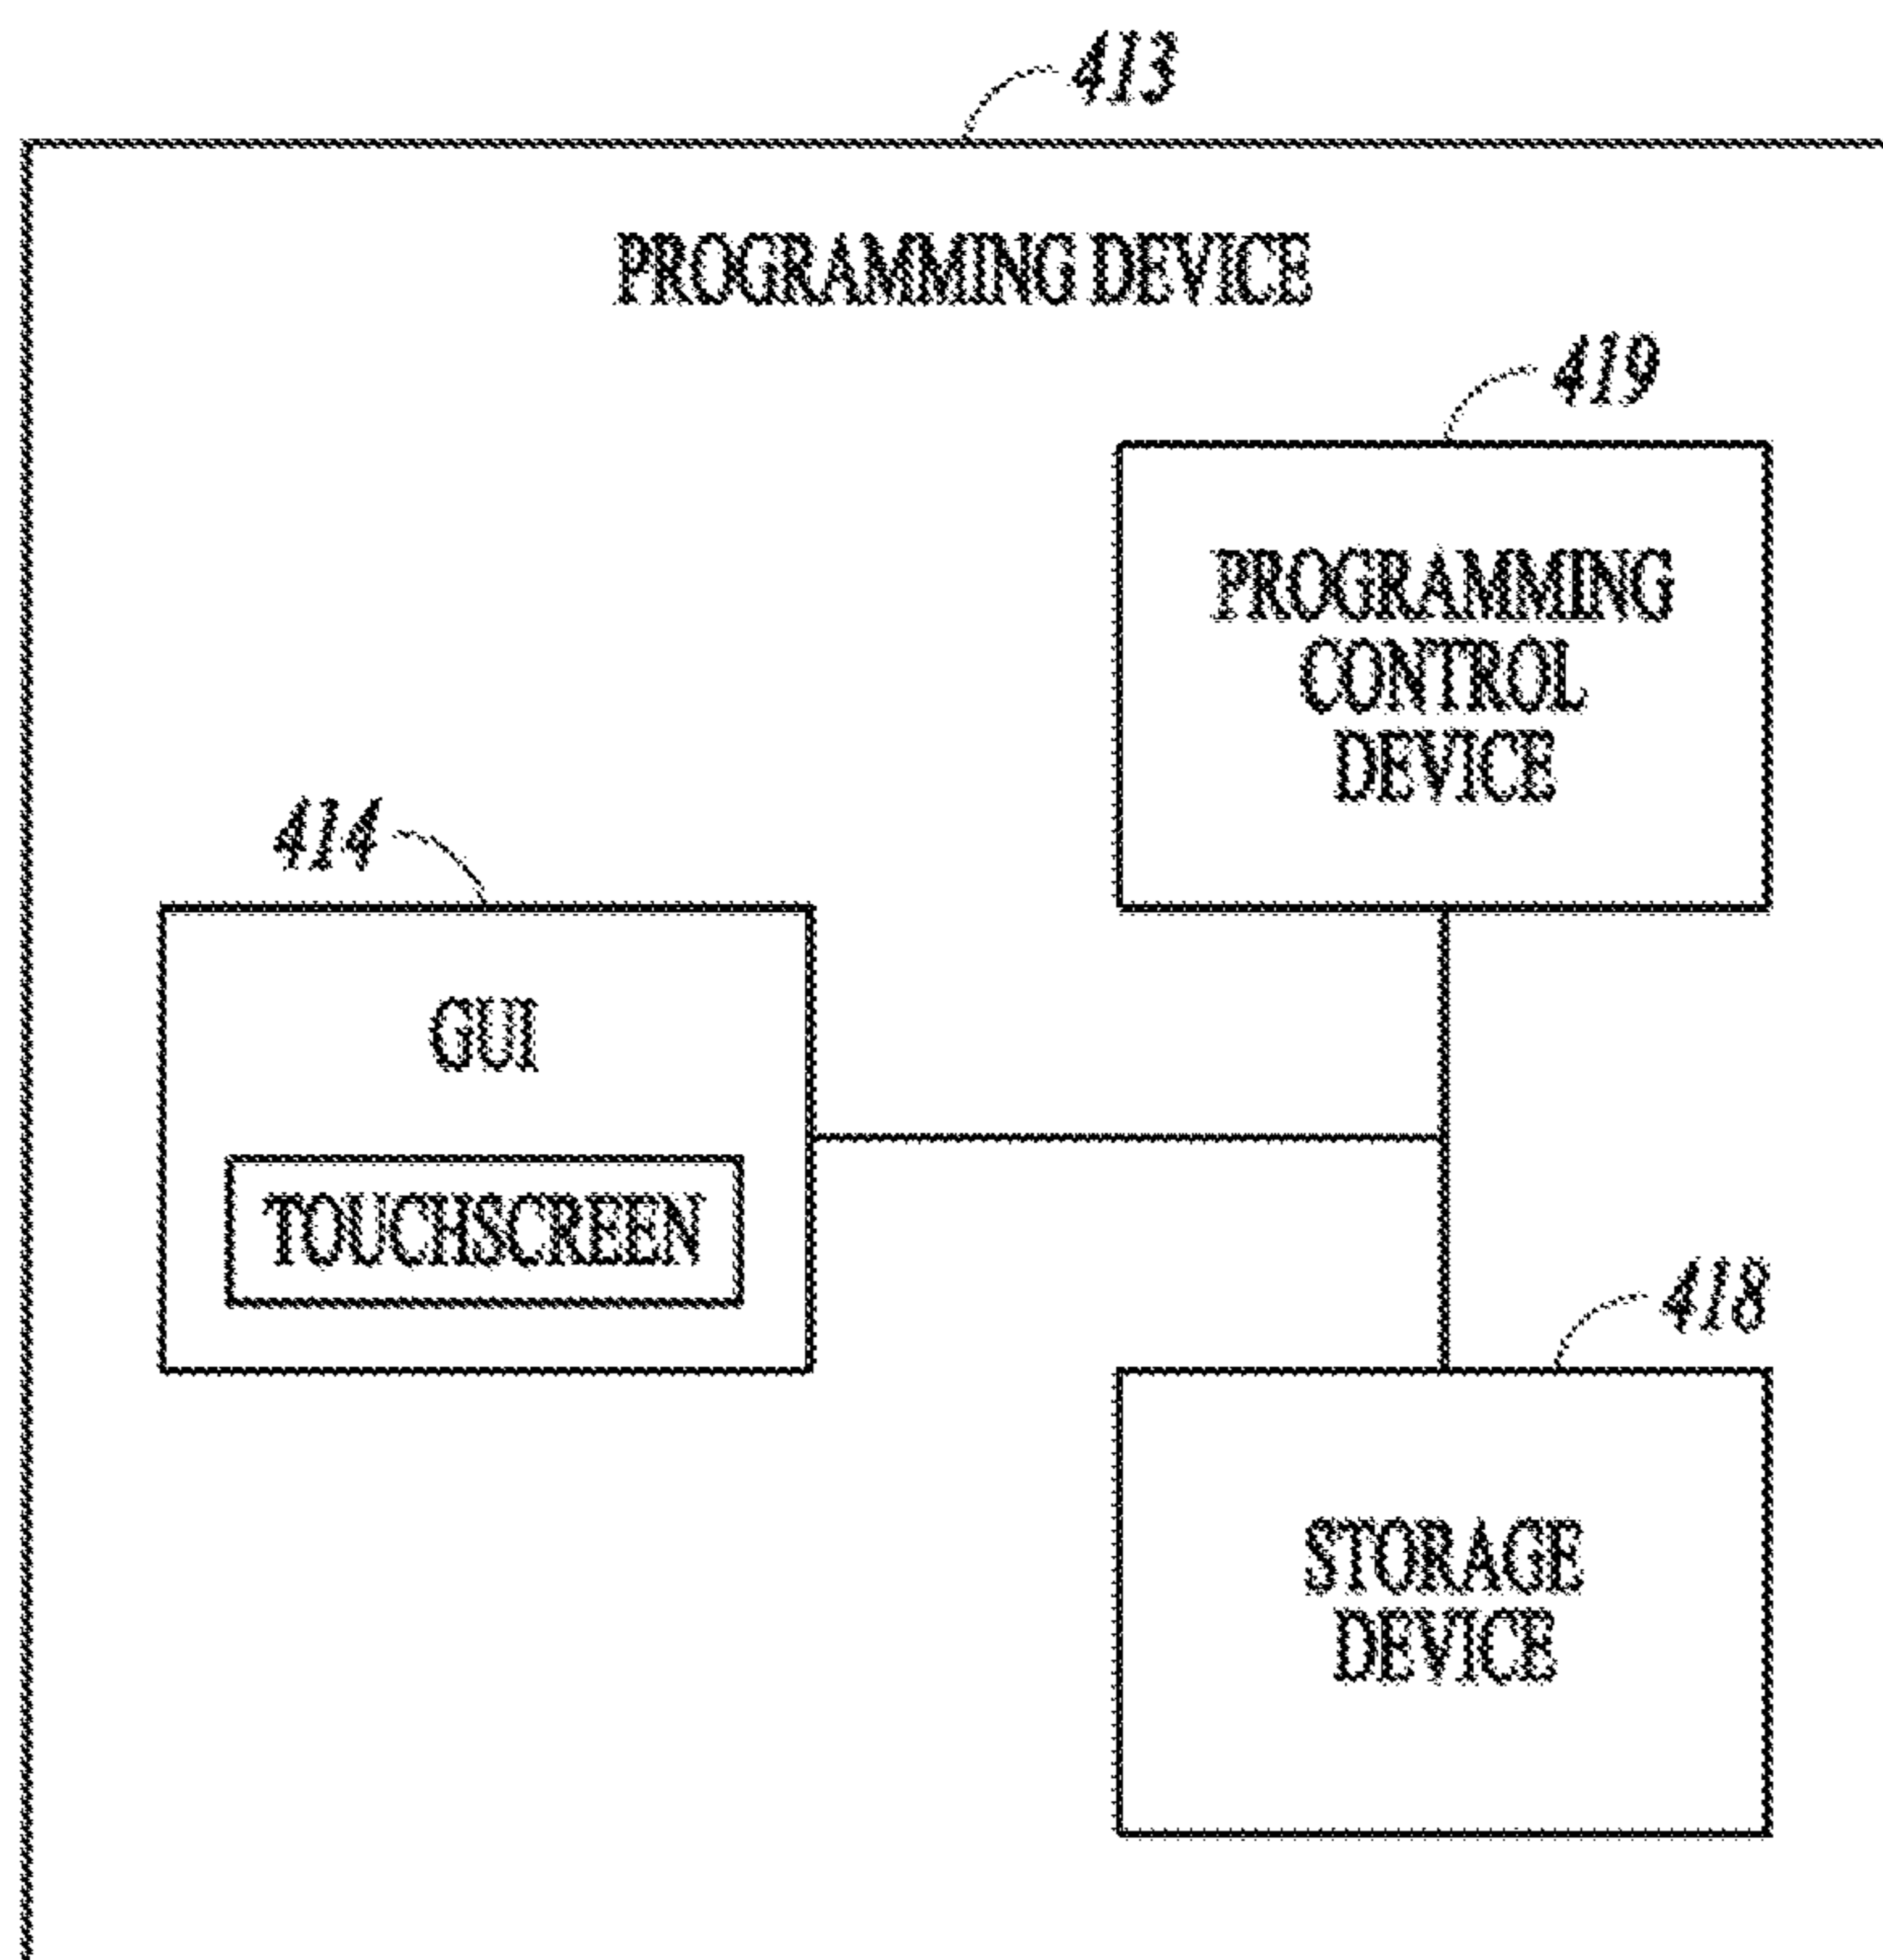 413
PROGRAMMING DEVICE
419
PROGRAMMING
CONTROL
DEVICE
414
GUI
TOUCHSCREEN
418
STORAGE
DEVICE